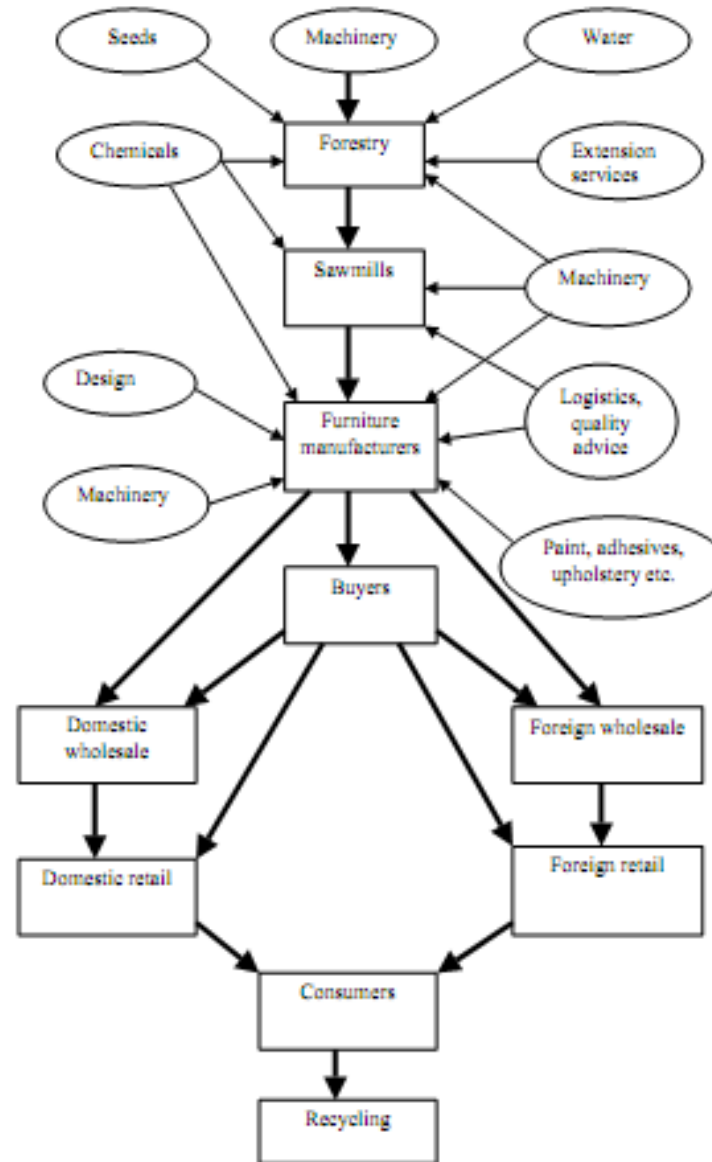 Seeds
Machinery
Water
Forestry
Chemicals
Extension
services
Sawmills
Machinery
Design
Furniture
manufacturers
Logistics,
quality
advice
Machinery
Paint, adhesives,
upholstery etc.
Buyers
Domestic
wholesale
Foreign wholesale
Domestic retail
Foreign retail
Consumers
Recycling